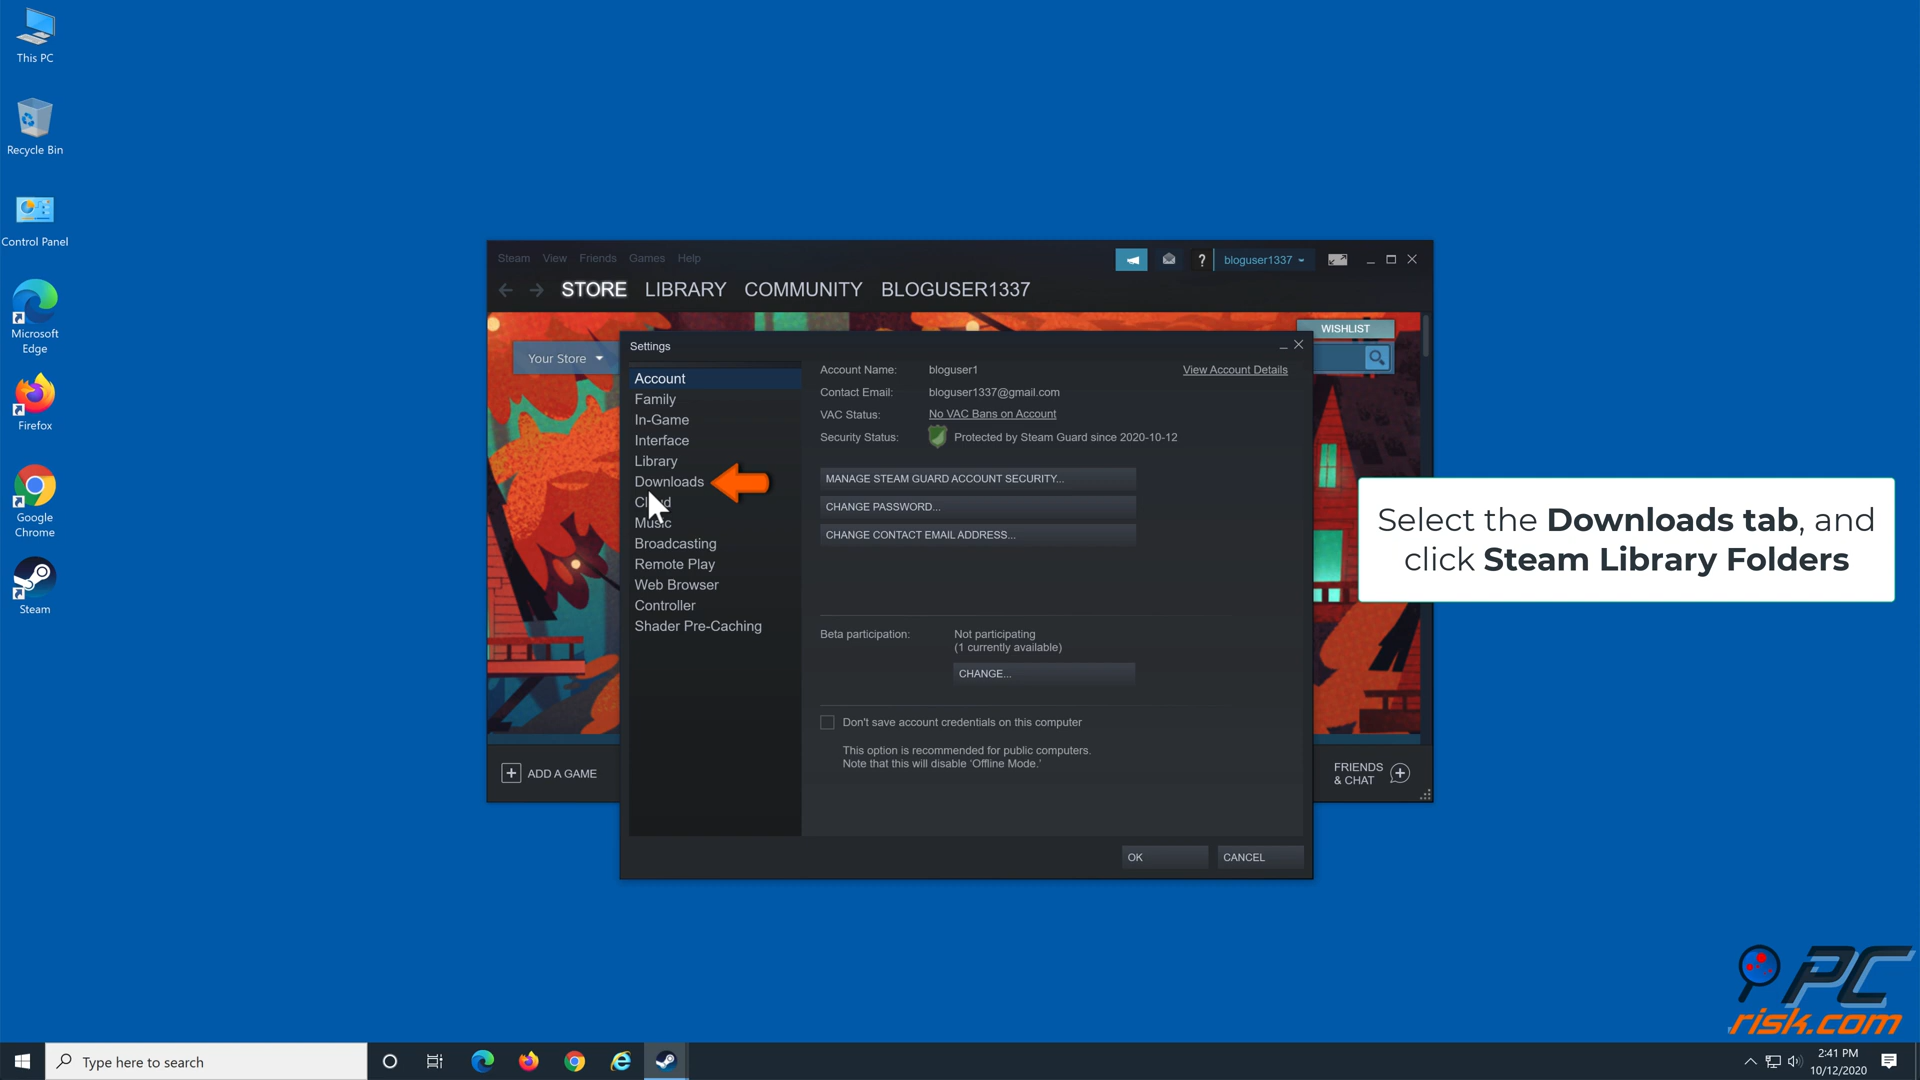 This PC
Recycle Bin
Control Panel
Microsoft
Edge
Firefox
Google
Chrome
Steam
Steam View Friends Games Help
? bloguser1337
STORE LIBRARY COMMUNITY BLOGUSER1337
WISHLIST
Your Store
Settings
Account
Family
In-Game
Interface
Library
Downloads
Cloud
Music
Broadcasting
Remote Play
Web Browser
Controller
Shader Pre-Caching
Account Name: bloguser1 View Account Details
Contact Email: bloguser1337@gmail.com
VAC Status: No VAC Bans on Account
Security Status: Protected by Steam Guard since 2020-10-12
MANAGE STEAM GUARD ACCOUNT SECURITY...
CHANGE PASSWORD...
CHANGE CONTACT EMAIL ADDRESS...
Beta participation: Not participating
(1 currently available)
CHANGE...
Don't save account credentials on this computer
This option is recommended for public computers.
Note that this will disable 'Offline Mode.'
OK CANCEL
ADD A GAME
FRIENDS
& CHAT
Select the Downloads tab, and
click Steam Library Folders
PC
risk.com
Type here to search
2:41 PM
10/12/2020